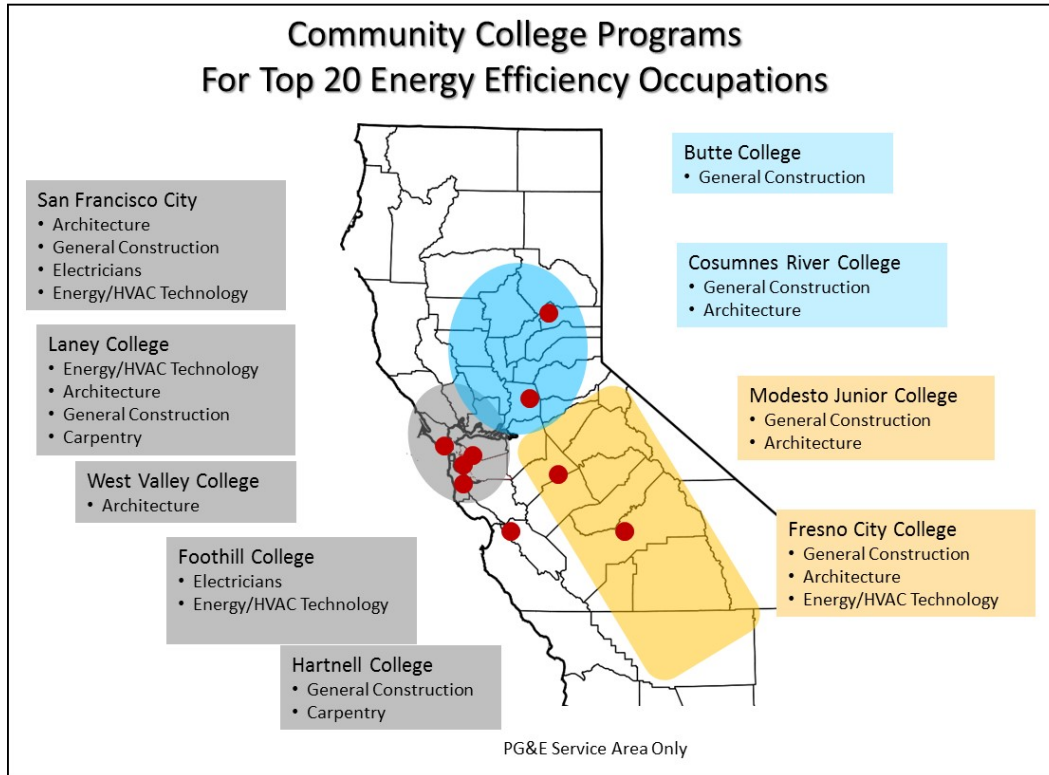 Community College Programs
For Top 20 Energy Efficiency Occupations
San Francisco City
• Architecture
• General Construction
• Electricians
• Energy/HVAC Technology
Laney College
• Energy/HVAC Technology
• Architecture
• General Construction
• Carpentry
West Valley College
• Architecture
Foothill College
• Electricians
• Energy/HVAC Technology
Hartnell College
• General Construction
• Carpentry
Butte College
• General Construction
Cosumnes River College
• General Construction
• Architecture
Modesto Junior College
• General Construction
• Architecture
Fresno City College
• General Construction
• Architecture
• Energy/HVAC Technology
PG&E Service Area Only